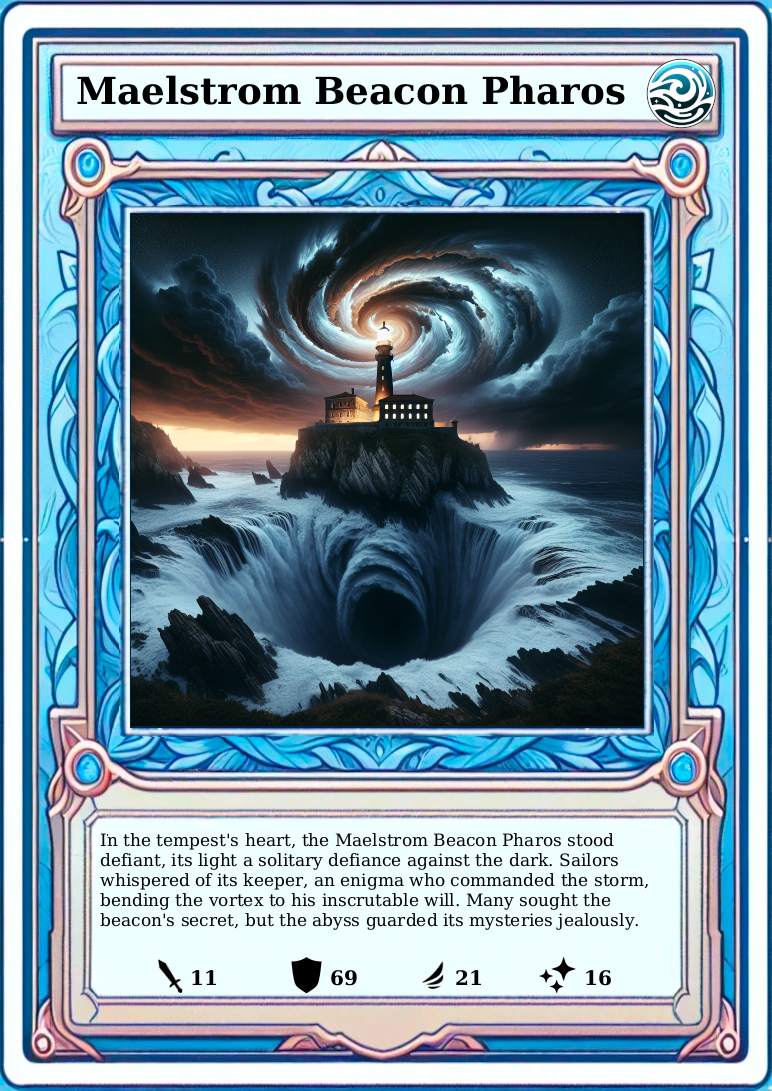 Maelstrom Beacon Pharos
In the tempest's heart, the Maelstrom Beacon Pharos stood
defiant, its light a solitary defiance against the dark. Sailors
whispered of its keeper, an enigma who commanded the storm,
bending the vortex to his inscrutable will. Many sought the
beacon's secret, but the abyss guarded its mysteries jealously.
11 69 21 16